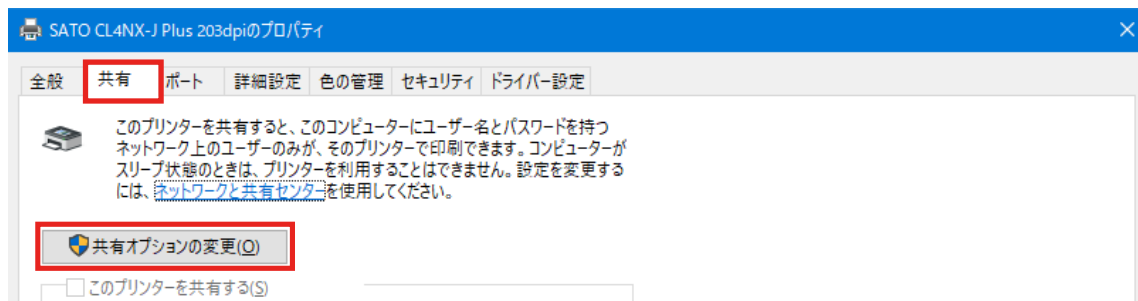 SATO CL4NX-J Plus 203dpiのプロパティ
全般 共有 ポート 詳細設定 色の管理 セキュリティ ドライバー設定
このプリンターを共有すると、このコンピューターにユーザー名とパスワードを持つ
ネットワーク上のユーザーのみが、そのプリンターで印刷できます。コンピューターが
スリープ状態のときは、プリンターを利用することはできません。設定を変更する
には、ネットワークと共有センターを使用してください。
共有オプションの変更(O)
このプリンターを共有する(S)